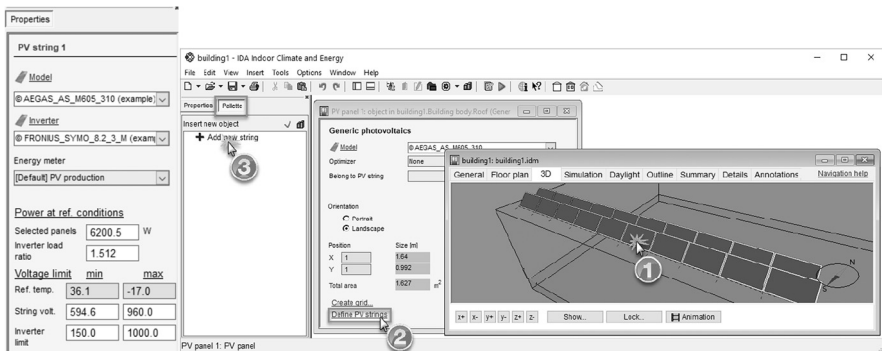 Properties
PV string 1
Model
© AEGAS_AS_M605_310 (example)
Inverter
© FRONIUS_SYMO_8.2_3_M (examp
Energy meter
[Default] PV production
Power at ref. conditions
Selected panels 6200.5 W
Inverter load ratio 1.512
Voltage limit min max
Ref. temp. 36.1 -17.0
String volt. 594.6 960.0
Inverter limit 150.0 1000.0
building1 - IDA Indoor Climate and Energy
File Edit View Insert Tools Options Window Help
Properties Palette
Insert new object
Add new string
3
PV panel 1: PV panel
PV panel 1: object in building1.Building body.Roof (Gener
Generic photovoltaics
Model © AEGAS_AS_M605_310
Optimizer None
Belong to PV string
Orientation
Portrait
Landscape
Position Size [m]
X 1 1.64
Y 1 0.992
Total area 1.627 m2
Create grid...
Define PV strings
2
building1: building1.idm
General Floor plan 3D Simulation Daylight Outline Summary Details Annotations Navigation help
1
N
S
z+ x- y+ y- z+ z- Show... Lock... Animation